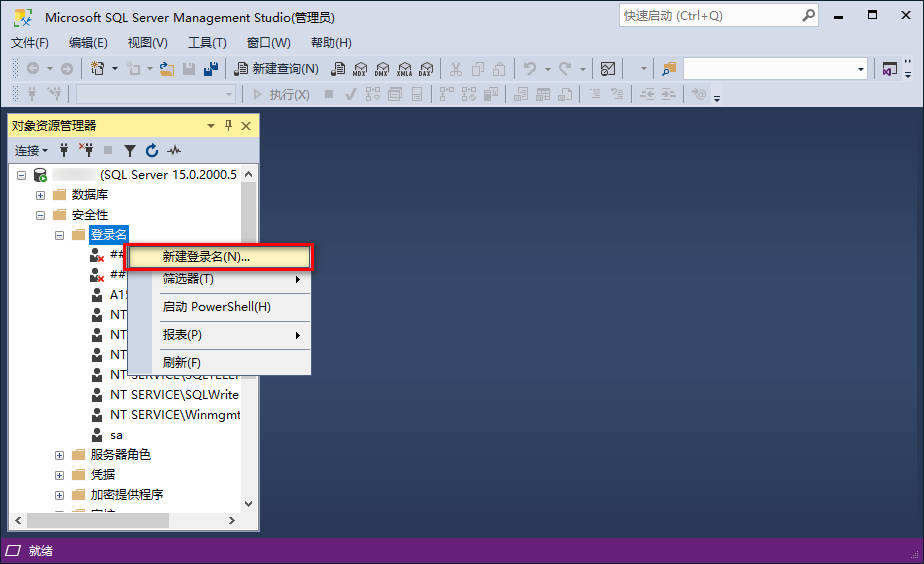 Microsoft SQL Server Management Studio(管理员)
快速启动 (Ctrl+Q)
文件(F) 编辑(E) 视图(V) 工具(T) 窗口(W) 帮助(H)
新建查询(N) MDX DMX XMLA DAX
执行(X)
对象资源管理器
连接
(SQL Server 15.0.2000.5
数据库
安全性
登录名
##
新建登录名(N)...
##
筛选器(T)
A15
NT
启动 PowerShell(H)
NT
报表(P)
NT
刷新(F)
NT SERVICE\SQLTELEM
NT SERVICE\SQLWrite
NT SERVICE\Winmgmt
sa
服务器角色
凭据
加密提供程序
就绪